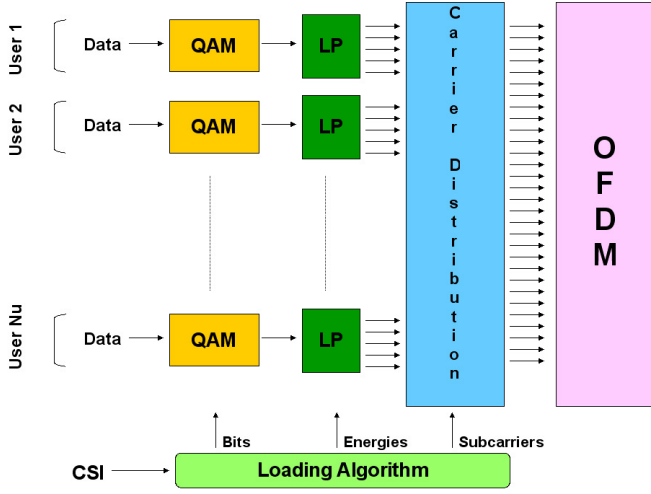 User 1
Data
QAM
LP
User 2
Data
QAM
LP
User Nu
Data
QAM
LP
Carrier Distribution
OFDM
Bits
Energies
Subcarriers
CSI
Loading Algorithm